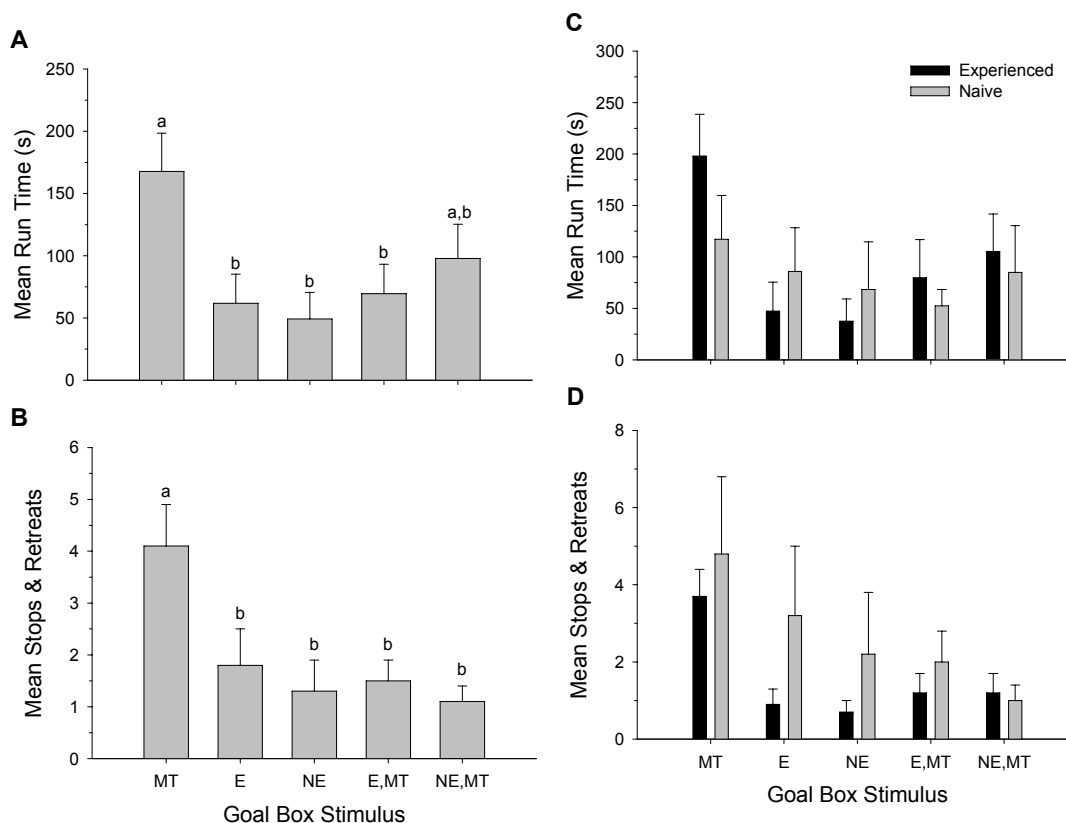 A
250
200
150
100
50
0
Mean Run Time (s)
a
b
b
b
a,b
B
6
5
4
3
2
1
0
Mean Stops & Retreats
a
b
b
b
b
MT E NE E,MT NE,MT
Goal Box Stimulus
C
300
250
200
150
100
50
0
Mean Run Time (s)
Experienced
Naive
D
8
6
4
2
0
Mean Stops & Retreats
MT E NE E,MT NE,MT
Goal Box Stimulus